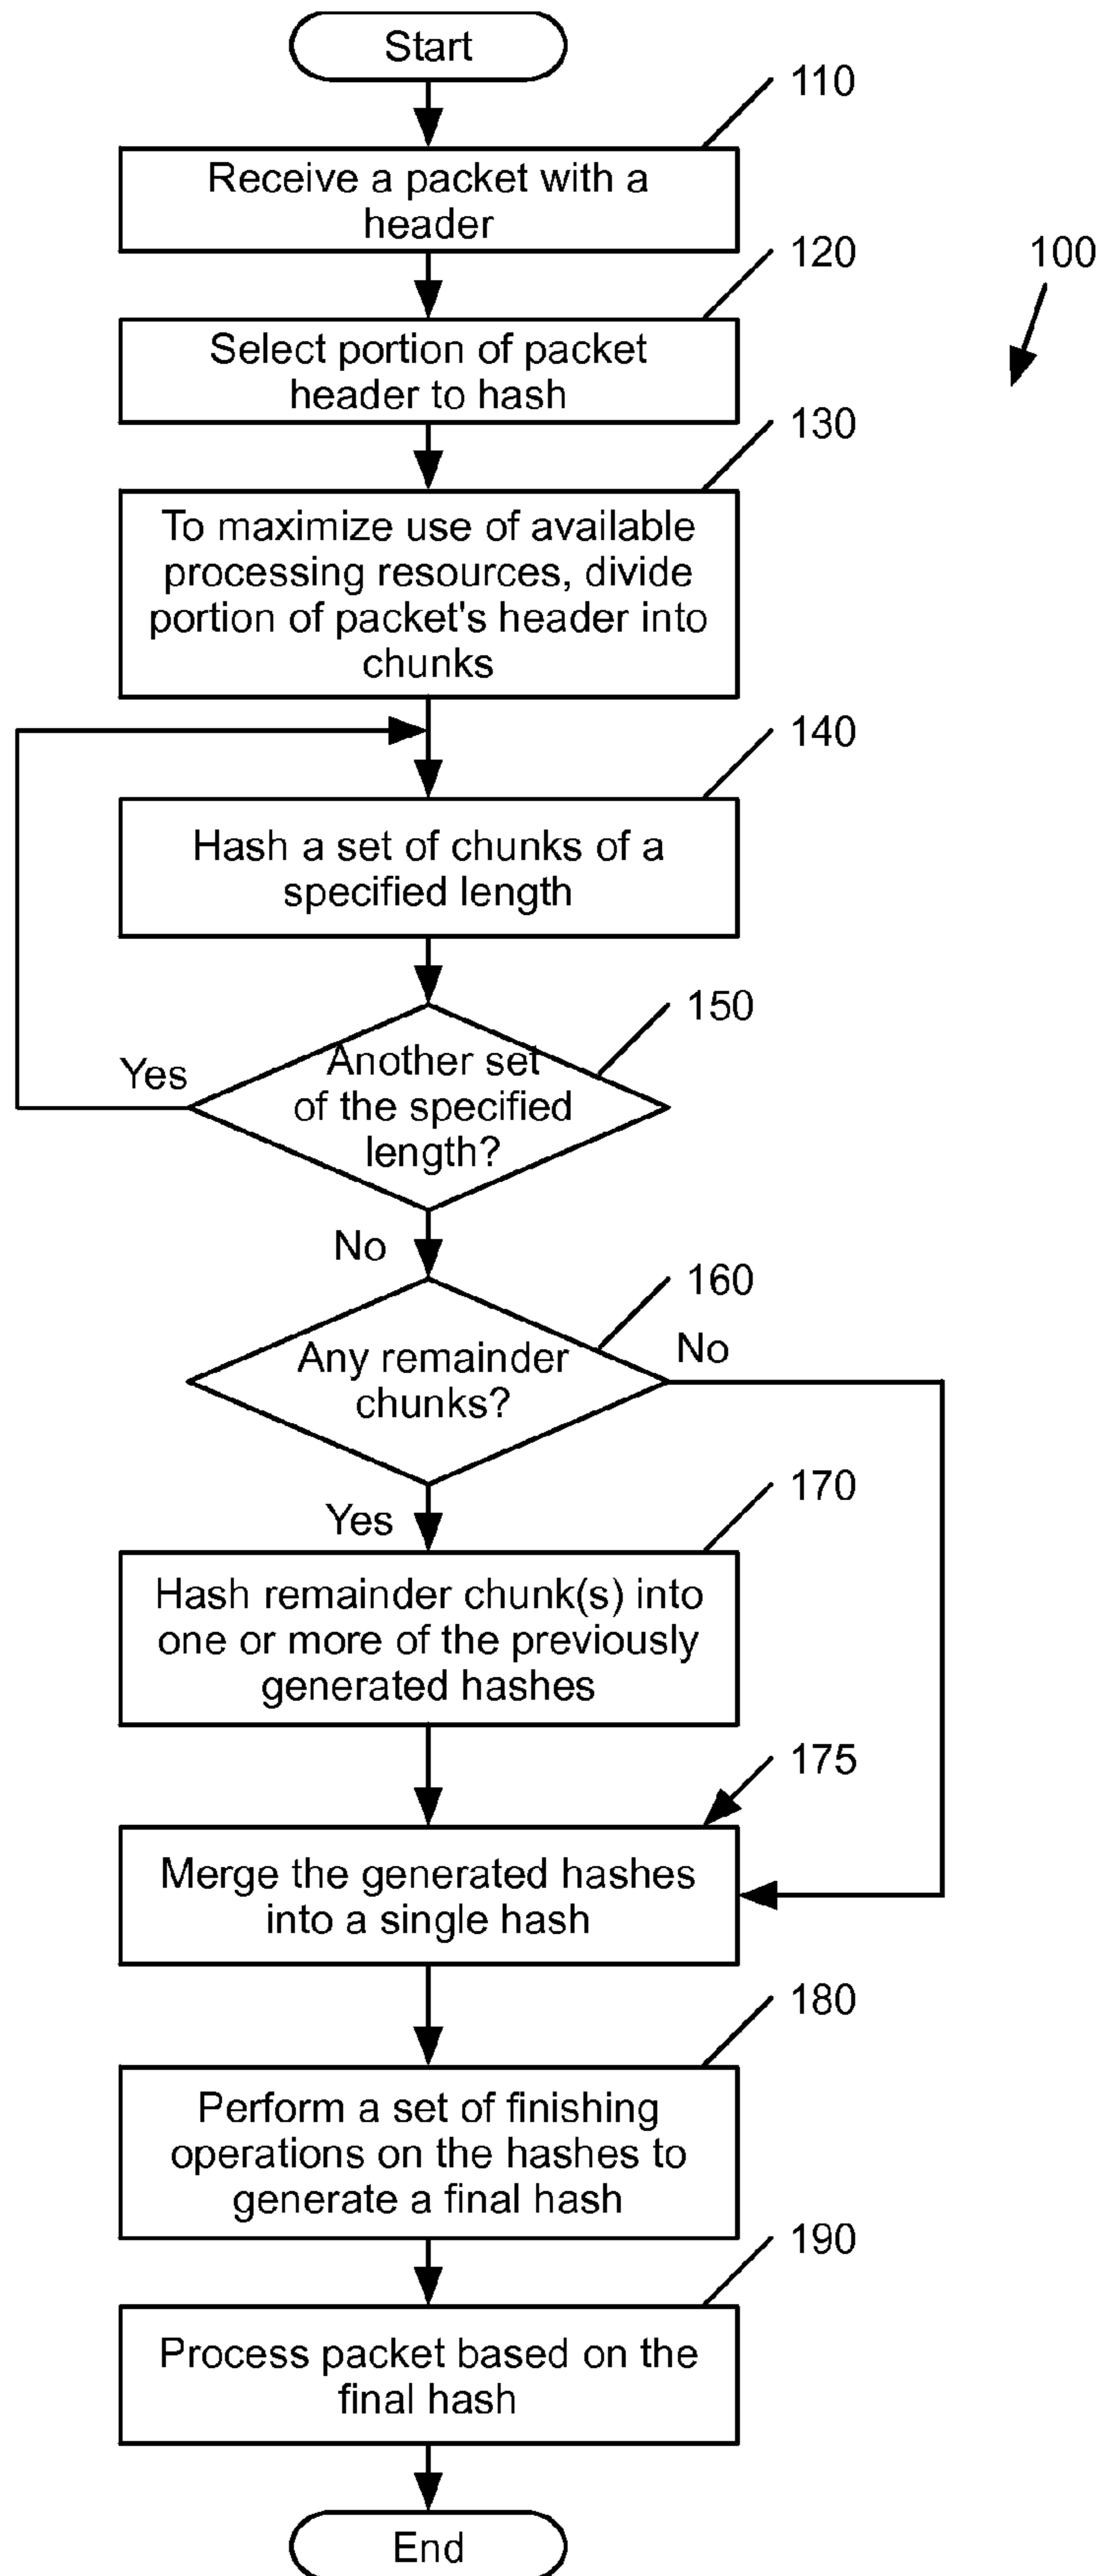 Start
110
Receive a packet with a
header
120
100
Select portion of packet
header to hash
130
To maximize use of available
processing resources, divide
portion of packet's header into
chunks
140
Hash a set of chunks of a
specified length
150
Another set
of the specified
length?
Yes
No
160
Any remainder
chunks?
No
170
Yes
Hash remainder chunk(s) into
one or more of the previously
generated hashes
175
Merge the generated hashes
into a single hash
180
Perform a set of finishing
operations on the hashes to
generate a final hash
190
Process packet based on the
final hash
End